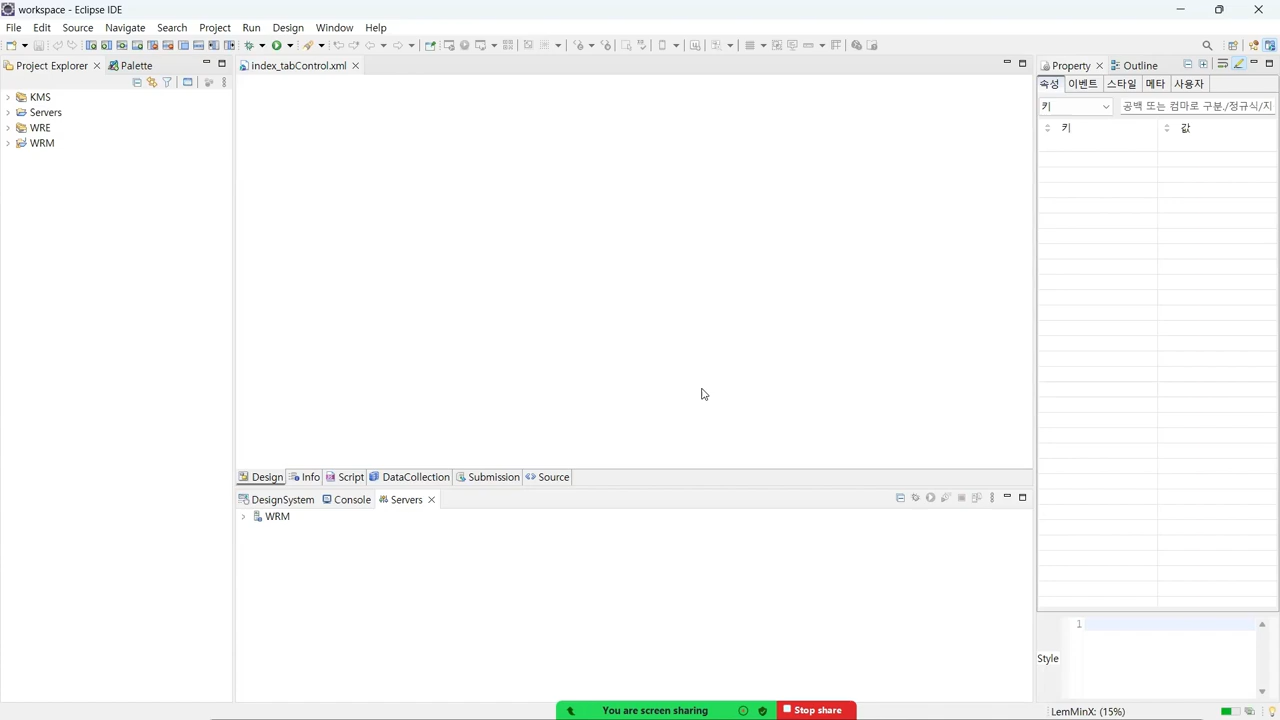 workspace - Eclipse IDE
File Edit Source Navigate Search Project Run Design Window Help
Project Explorer Palette
index_tabControl.xml
Property Outline
속성 이벤트 스타일 메타 사용자
키 공백 또는 컴마로 구분./정규식/지
키 값
KMS
Servers
WRE
WRM
Design Info Script DataCollection Submission Source
DesignSystem Console Servers
WRM
1
Style
You are screen sharing Stop share
LemMinX: (15%)